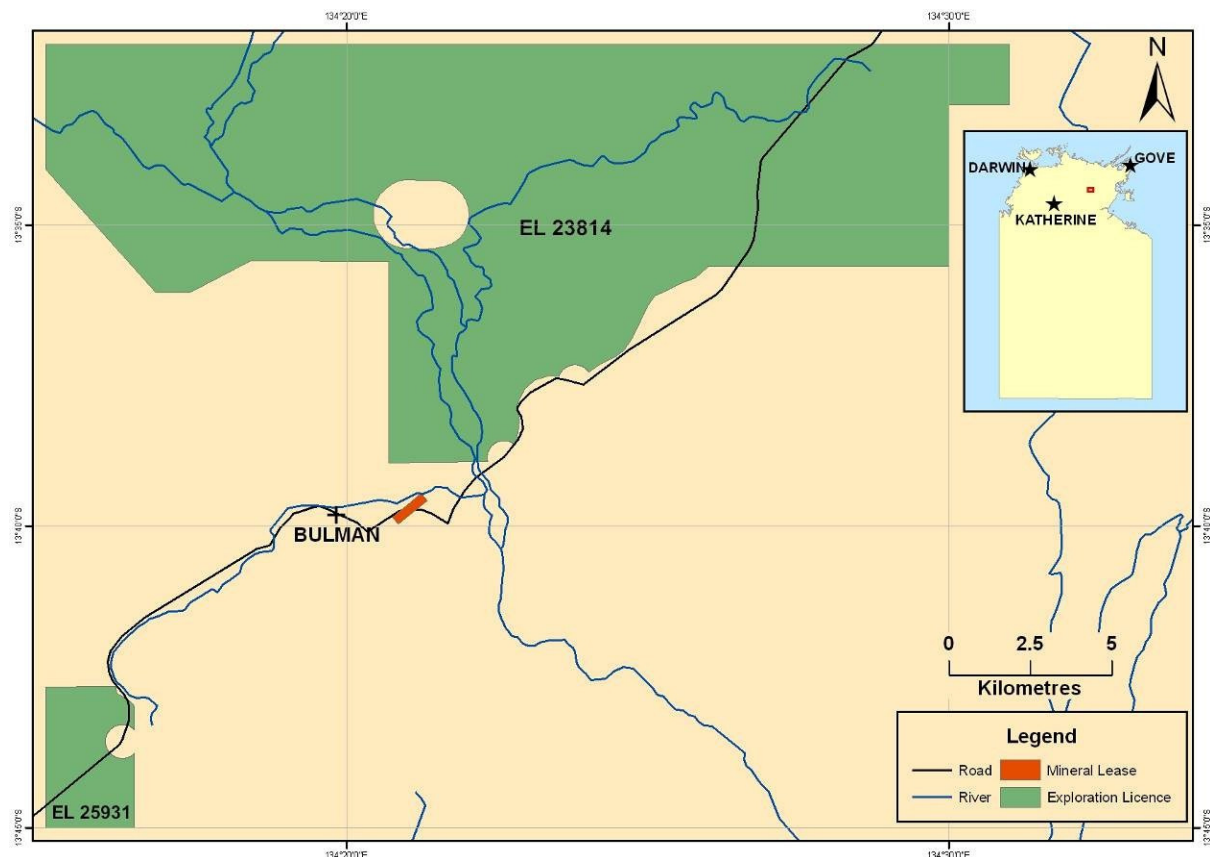 134°20'0"E
134°30'0"E
N
DARWIN
GOVE
KATHERINE
13°35'0"S
EL 23814
13°35'0"S
13°40'0"S
BULMAN
13°40'0"S
0 2.5 5
Kilometres
Legend
Road Mineral Lease
River Exploration Licence
EL 25931
13°45'0"S
13°45'0"S
134°20'0"E
134°30'0"E